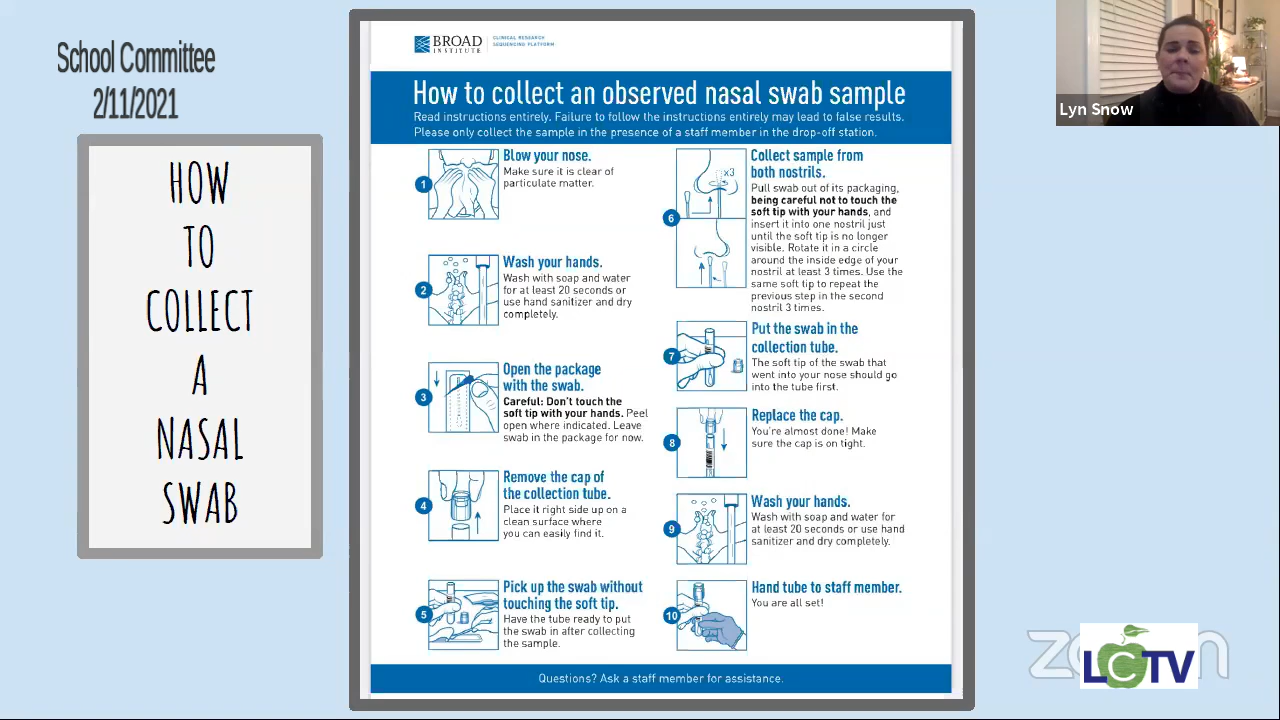 School Committee
2/11/2021
HOW
TO
COLLECT
A
NASAL
SWAB
BROAD
INSTITUTE
CLINICAL RESEARCH
SEQUENCING PLATFORM
How to collect an observed nasal swab sample
Read instructions entirely. Failure to follow the instructions entirely may lead to false results.
Please only collect the sample in the presence of a staff member in the drop-off station.
1
Blow your nose.
Make sure it is clear of
particulate matter.
2
Wash your hands.
Wash with soap and water
for at least 20 seconds or
use hand sanitizer and dry
completely.
3
Open the package
with the swab.
Careful: Don't touch the
soft tip with your hands. Peel
open where indicated. Leave
swab in the package for now.
4
Remove the cap of
the collection tube.
Place it right side up on a
clean surface where
you can easily find it.
5
Pick up the swab without
touching the soft tip.
Have the tube ready to put
the swab in after collecting
the sample.
6
x3
Collect sample from
both nostrils.
Pull swab out of its packaging,
being careful not to touch the
soft tip with your hands, and
insert it into one nostril just
until the soft tip is no longer
visible. Rotate it in a circle
around the inside edge of your
nostril at least 3 times. Use the
same soft tip to repeat the
previous step in the second
nostril 3 times.
7
Put the swab in the
collection tube.
The soft tip of the swab that
went into your nose should go
into the tube first.
8
Replace the cap.
You're almost done! Make
sure the cap is on tight.
9
Wash your hands.
Wash with soap and water for
at least 20 seconds or use hand
sanitizer and dry completely.
10
Hand tube to staff member.
You are all set!
Questions? Ask a staff member for assistance.
Lyn Snow
zoom
LCTV